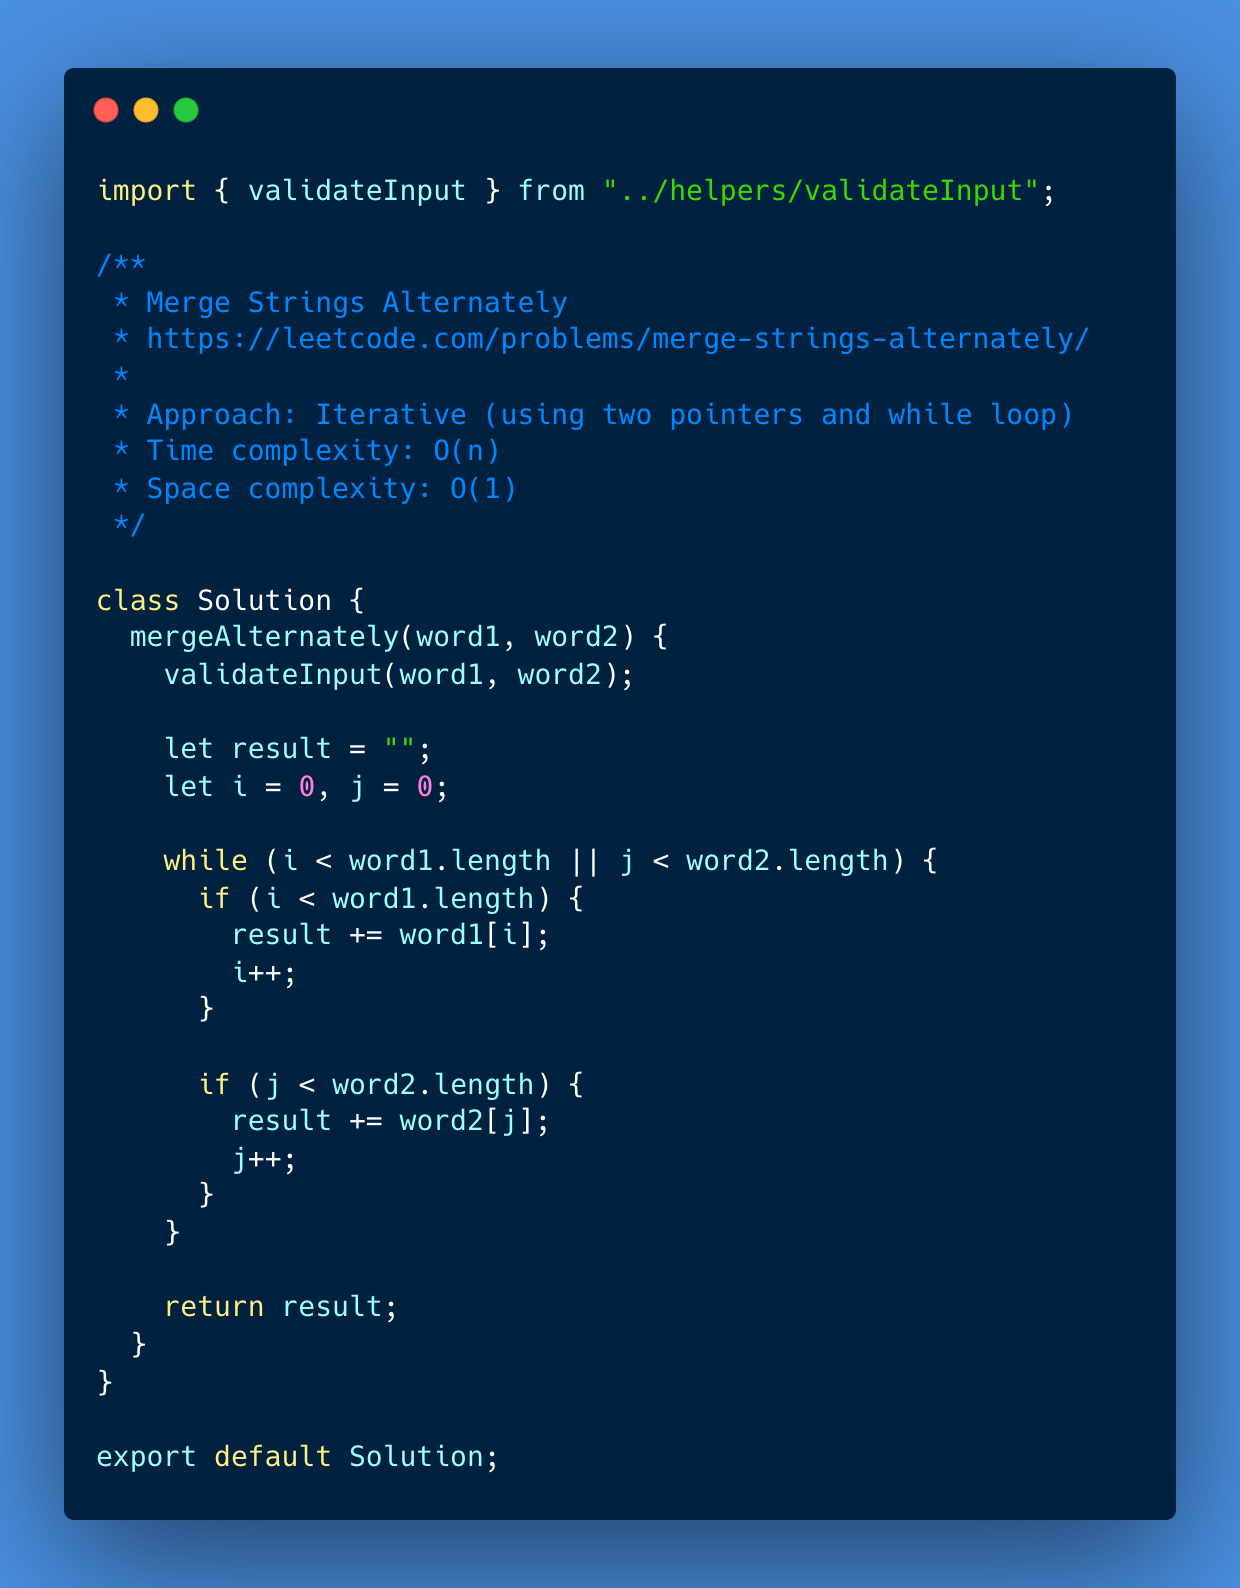 import { validateInput } from "../helpers/validateInput";

/**
 * Merge Strings Alternately
 * https://leetcode.com/problems/merge-strings-alternately/
 *
 * Approach: Iterative (using two pointers and while loop)
 * Time complexity: O(n)
 * Space complexity: O(1)
 */

class Solution {
  mergeAlternately(word1, word2) {
    validateInput(word1, word2);

    let result = "";
    let i = 0, j = 0;

    while (i < word1.length || j < word2.length) {
      if (i < word1.length) {
        result += word1[i];
        i++;
      }

      if (j < word2.length) {
        result += word2[j];
        j++;
      }
    }

    return result;
  }
}

export default Solution;